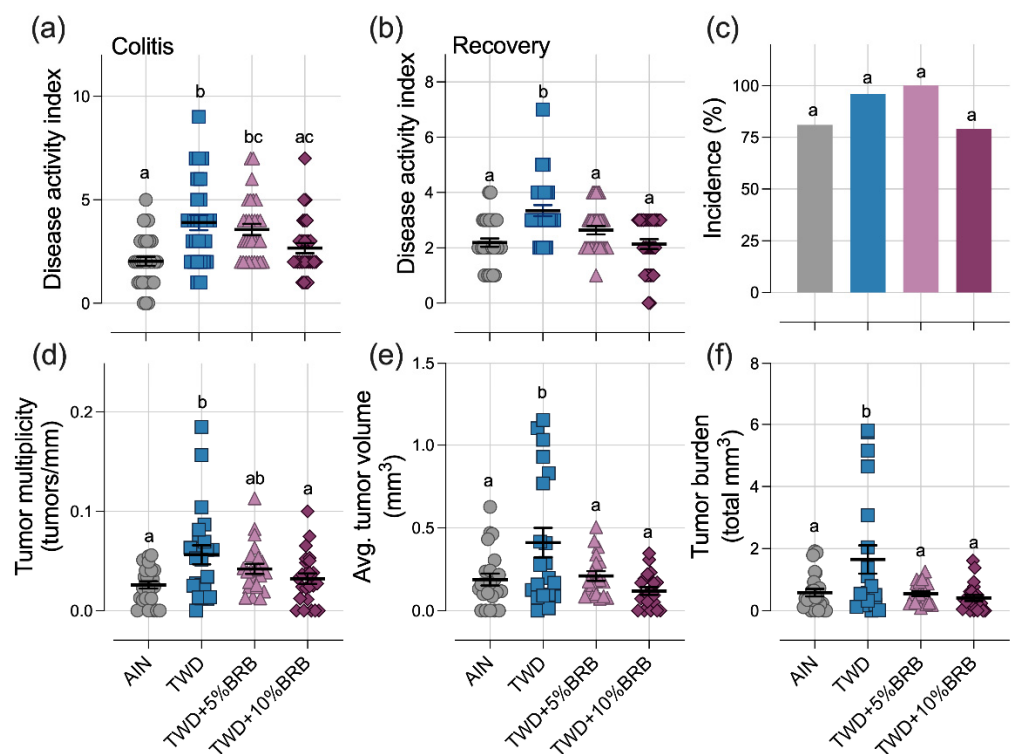 (a)
Colitis
Disease activity index
10
5
0
b
a
bc
ac
(b)
Recovery
Disease activity index
8
6
4
2
0
b
a
a
a
(c)
Incidence (%)
100
75
50
25
0
a
a
a
a
(d)
Tumor multiplicity
(tumors/mm)
0.2
0.1
0.0
a
b
ab
a
AIN
TWD
TWD+5%BRB
TWD+10%BRB
(e)
Avg. tumor volume
(mm³)
1.5
1.0
0.5
0.0
a
b
a
a
AIN
TWD
TWD+5%BRB
TWD+10%BRB
(f)
Tumor burden
(total mm³)
8
6
4
2
0
a
b
a
a
AIN
TWD
TWD+5%BRB
TWD+10%BRB